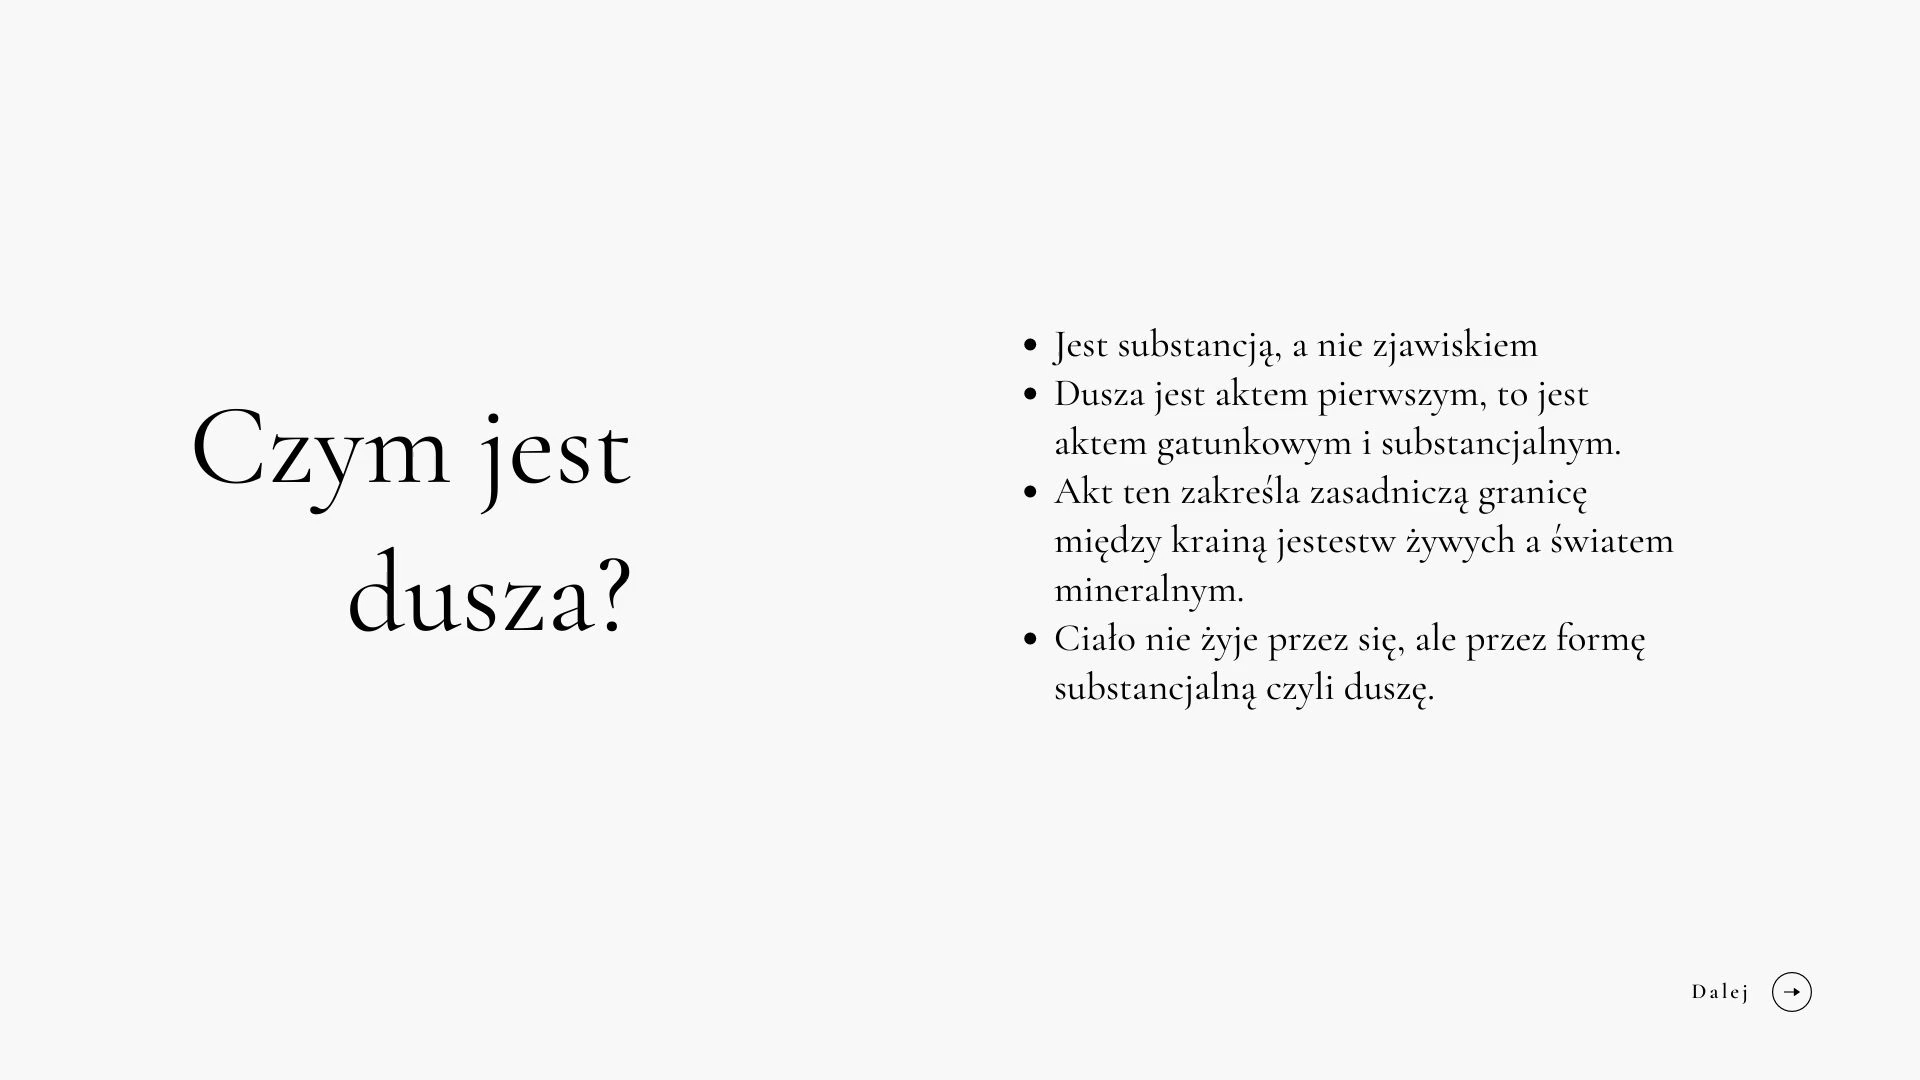 Czym jest
dusza?
Jest substancją, a nie zjawiskiem
Dusza jest aktem pierwszym, to jest
aktem gatunkowym i substancjalnym.
Akt ten zakreśla zasadniczą granicę
między krainą jestestw żywych a światem
mineralnym.
Ciało nie żyje przez się, ale przez formę
substancjalną czyli duszę.
Dalej